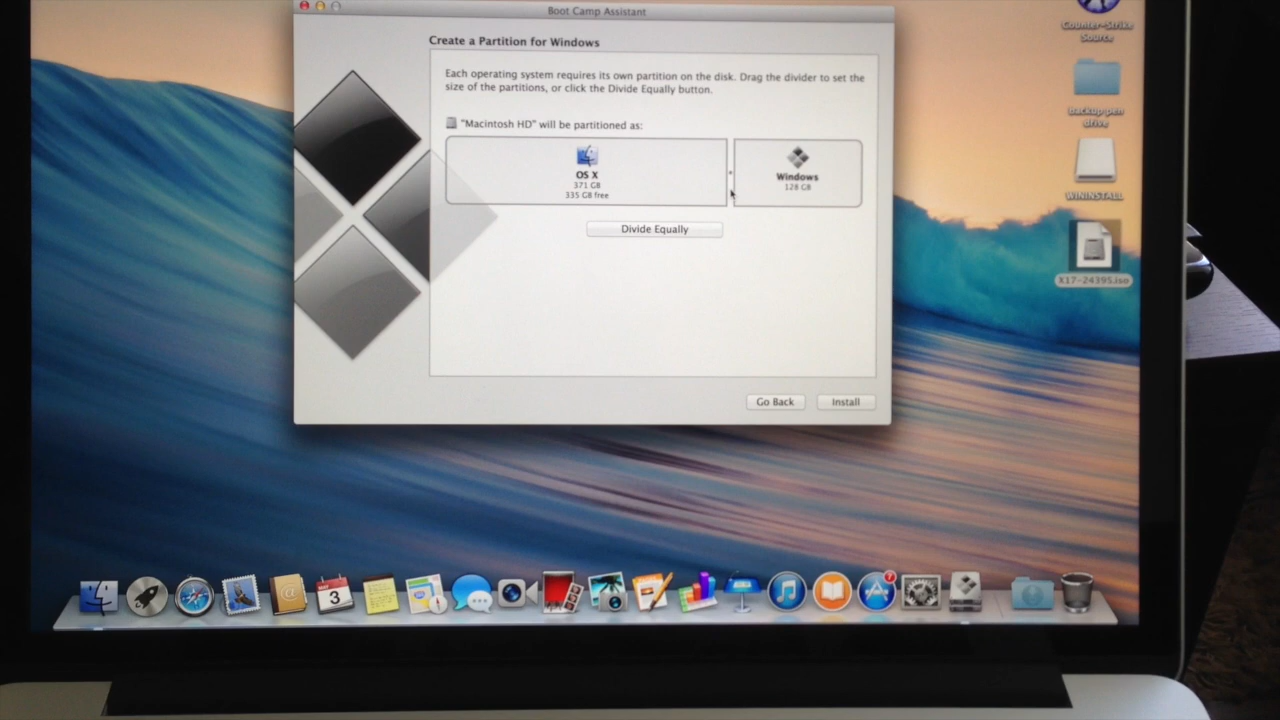 Boot Camp Assistant
Create a Partition for Windows
Each operating system requires its own partition on the disk. Drag the divider to set the
size of the partitions, or click the Divide Equally button.
"Macintosh HD" will be partitioned as:
OS X
371 GB
335 GB free
Windows
128 GB
Divide Equally
Go Back
Install
Counter-Strike
Source
Backup pen
drive
WININSTALL
X17-24395.iso
3